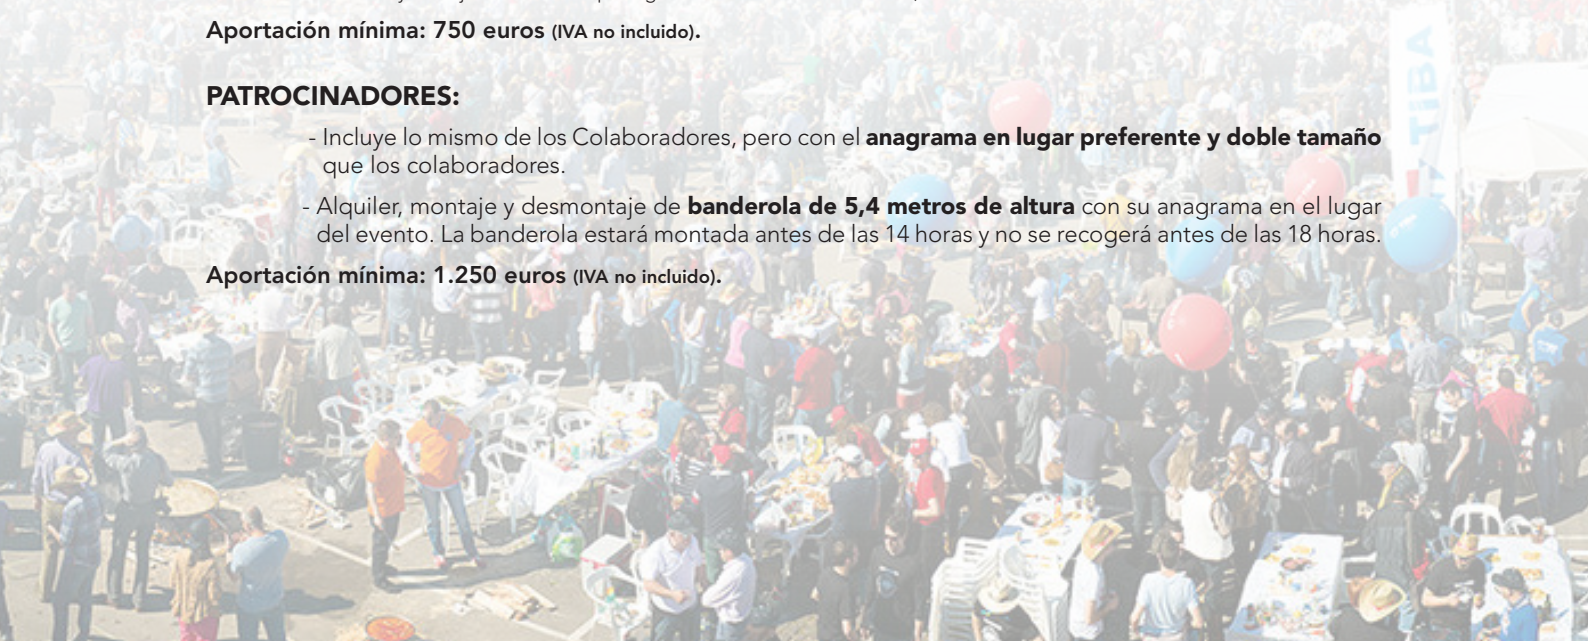 Aportación mínima: 750 euros (IVA no incluido).
PATROCINADORES:
- Incluye lo mismo de los Colaboradores, pero con el anagrama en lugar preferente y doble tamaño
que los colaboradores.
- Alquiler, montaje y desmontaje de banderola de 5,4 metros de altura con su anagrama en el lugar
del evento. La banderola estará montada antes de las 14 horas y no se recogerá antes de las 18 horas.
Aportación mínima: 1.250 euros (IVA no incluido).
TIBA